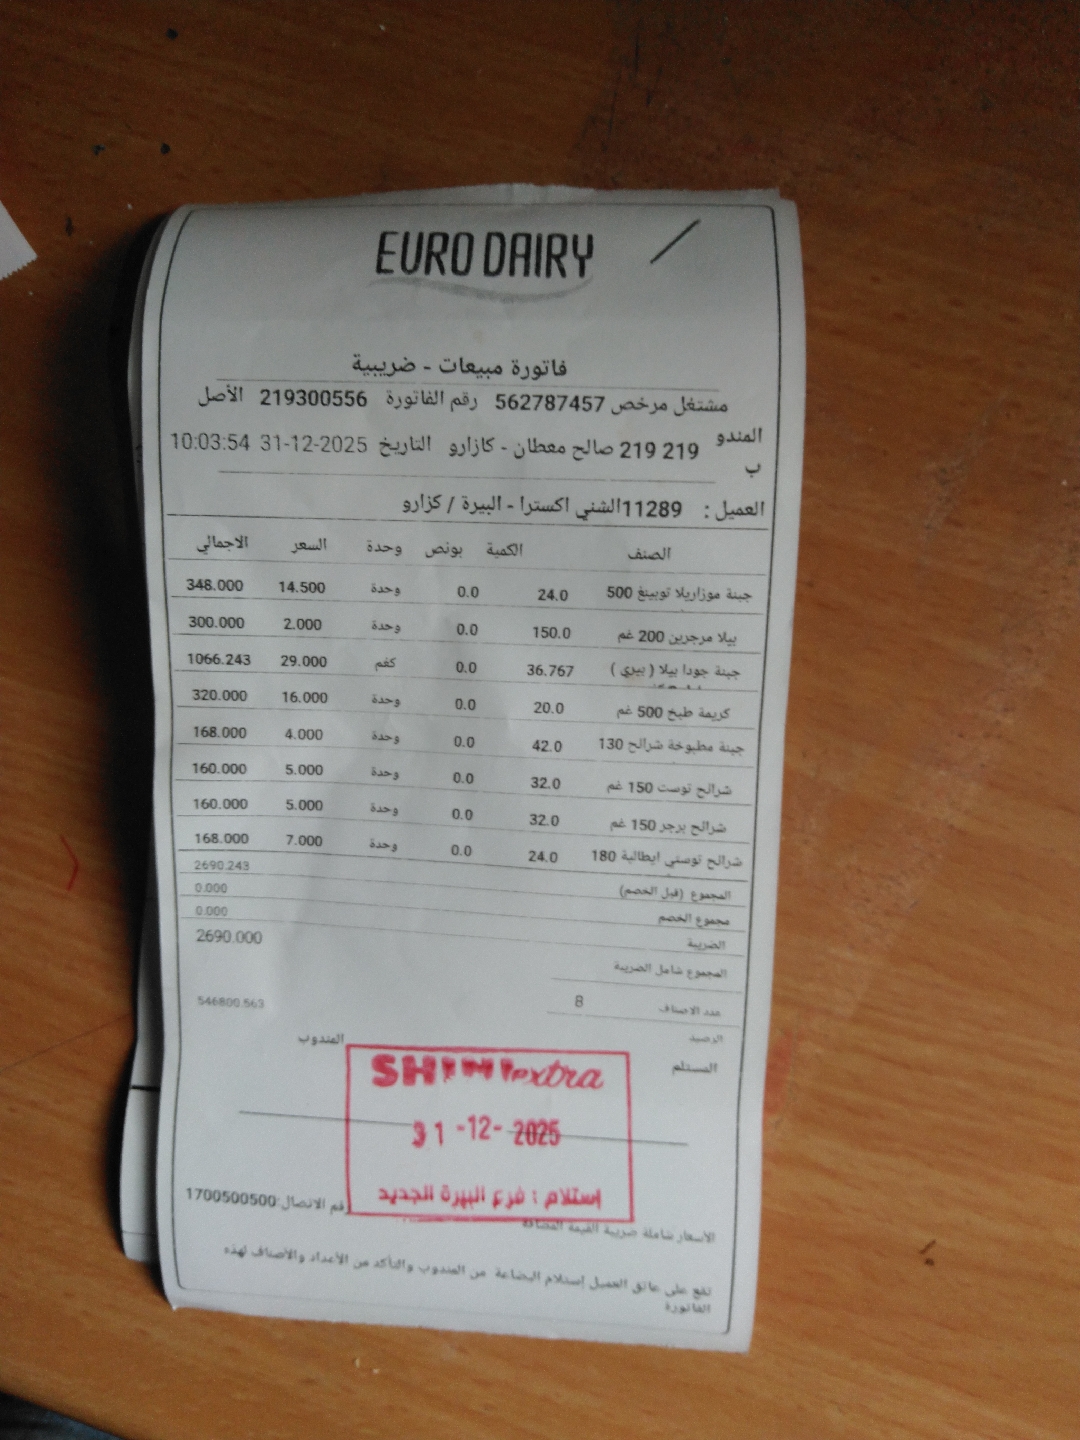 EURO DAIRY
فاتورة مبيعات - ضريبية
مشتغل مرخص 562787457 رقم الفاتورة 219300556 الأصل
المندوب 219 219 صالح معطان - كازارو التاريخ 31-12-2025 10:03:54
العميل : 11289الشني اكسترا - البيرة / كزارو
الصنف الكمية بونص وحدة السعر الاجمالي
جبنة موزاريلا توبينغ 500 24.0 0.0 وحدة 14.500 348.000
بيلا مرجرين 200 غم 150.0 0.0 وحدة 2.000 300.000
جبنة جودا بيلا ( بيري ) 36.767 0.0 كغم 29.000 1066.243
كريمة طبخ 500 غم 20.0 0.0 وحدة 16.000 320.000
جبنة مطبوخة شرائح 130 42.0 0.0 وحدة 4.000 168.000
شرائح توست 150 غم 32.0 0.0 وحدة 5.000 160.000
شرائح برجر 150 غم 32.0 0.0 وحدة 5.000 160.000
شرائح توستي ايطالية 180 24.0 0.0 وحدة 7.000 168.000
المجموع (قبل الخصم) 2690.243
مجموع الخصم 0.000
الضريبة 0.000
المجموع شامل الضريبة 2690.000
عدد الاصناف 8
الرصيد 546800.563
المستلم المندوب
SHINI extra
31-12-2025
إستلام : فرع البيرة الجديد
رقم الاتصال:1700500500
الأسعار شاملة ضريبة القيمة المضافة
تقع على عاتق العميل إستلام البضاعة من المندوب والتأكد من الأعداد والأصناف لهذه
الفاتورة